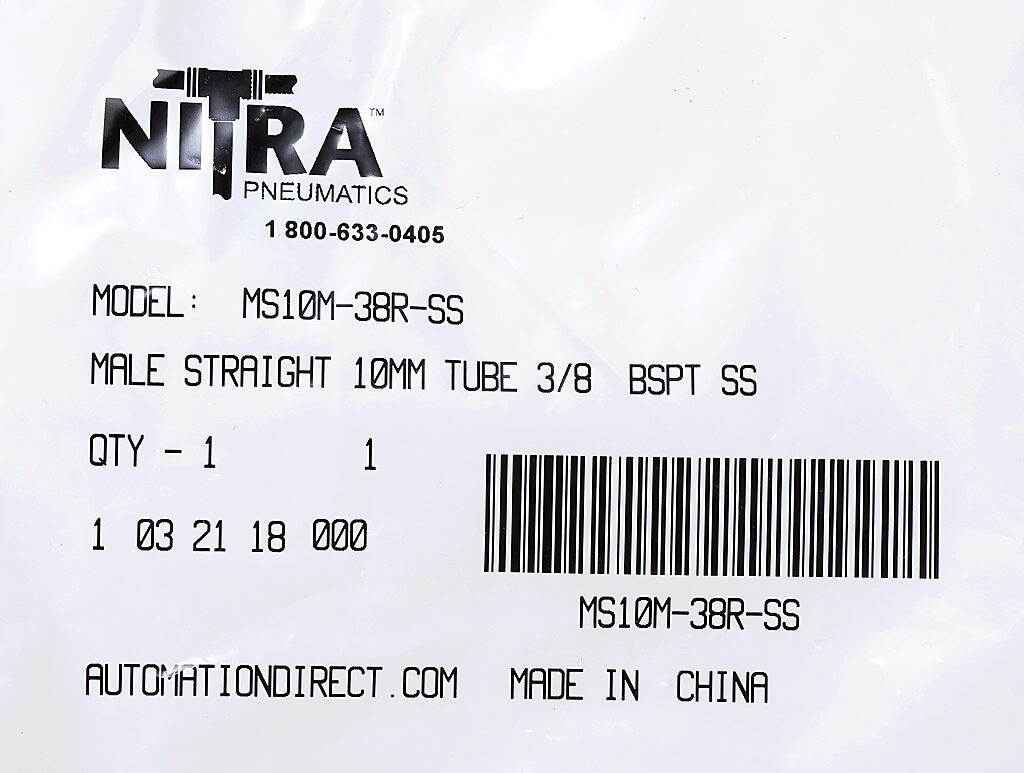 NITRA™
PNEUMATICS
1 800-633-0405
MODEL: MS10M-38R-SS
MALE STRAIGHT 10MM TUBE 3/8 BSPT SS
QTY - 1 1
1 03 21 18 000
MS10M-38R-SS
AUTOMATIONDIRECT.COM MADE IN CHINA